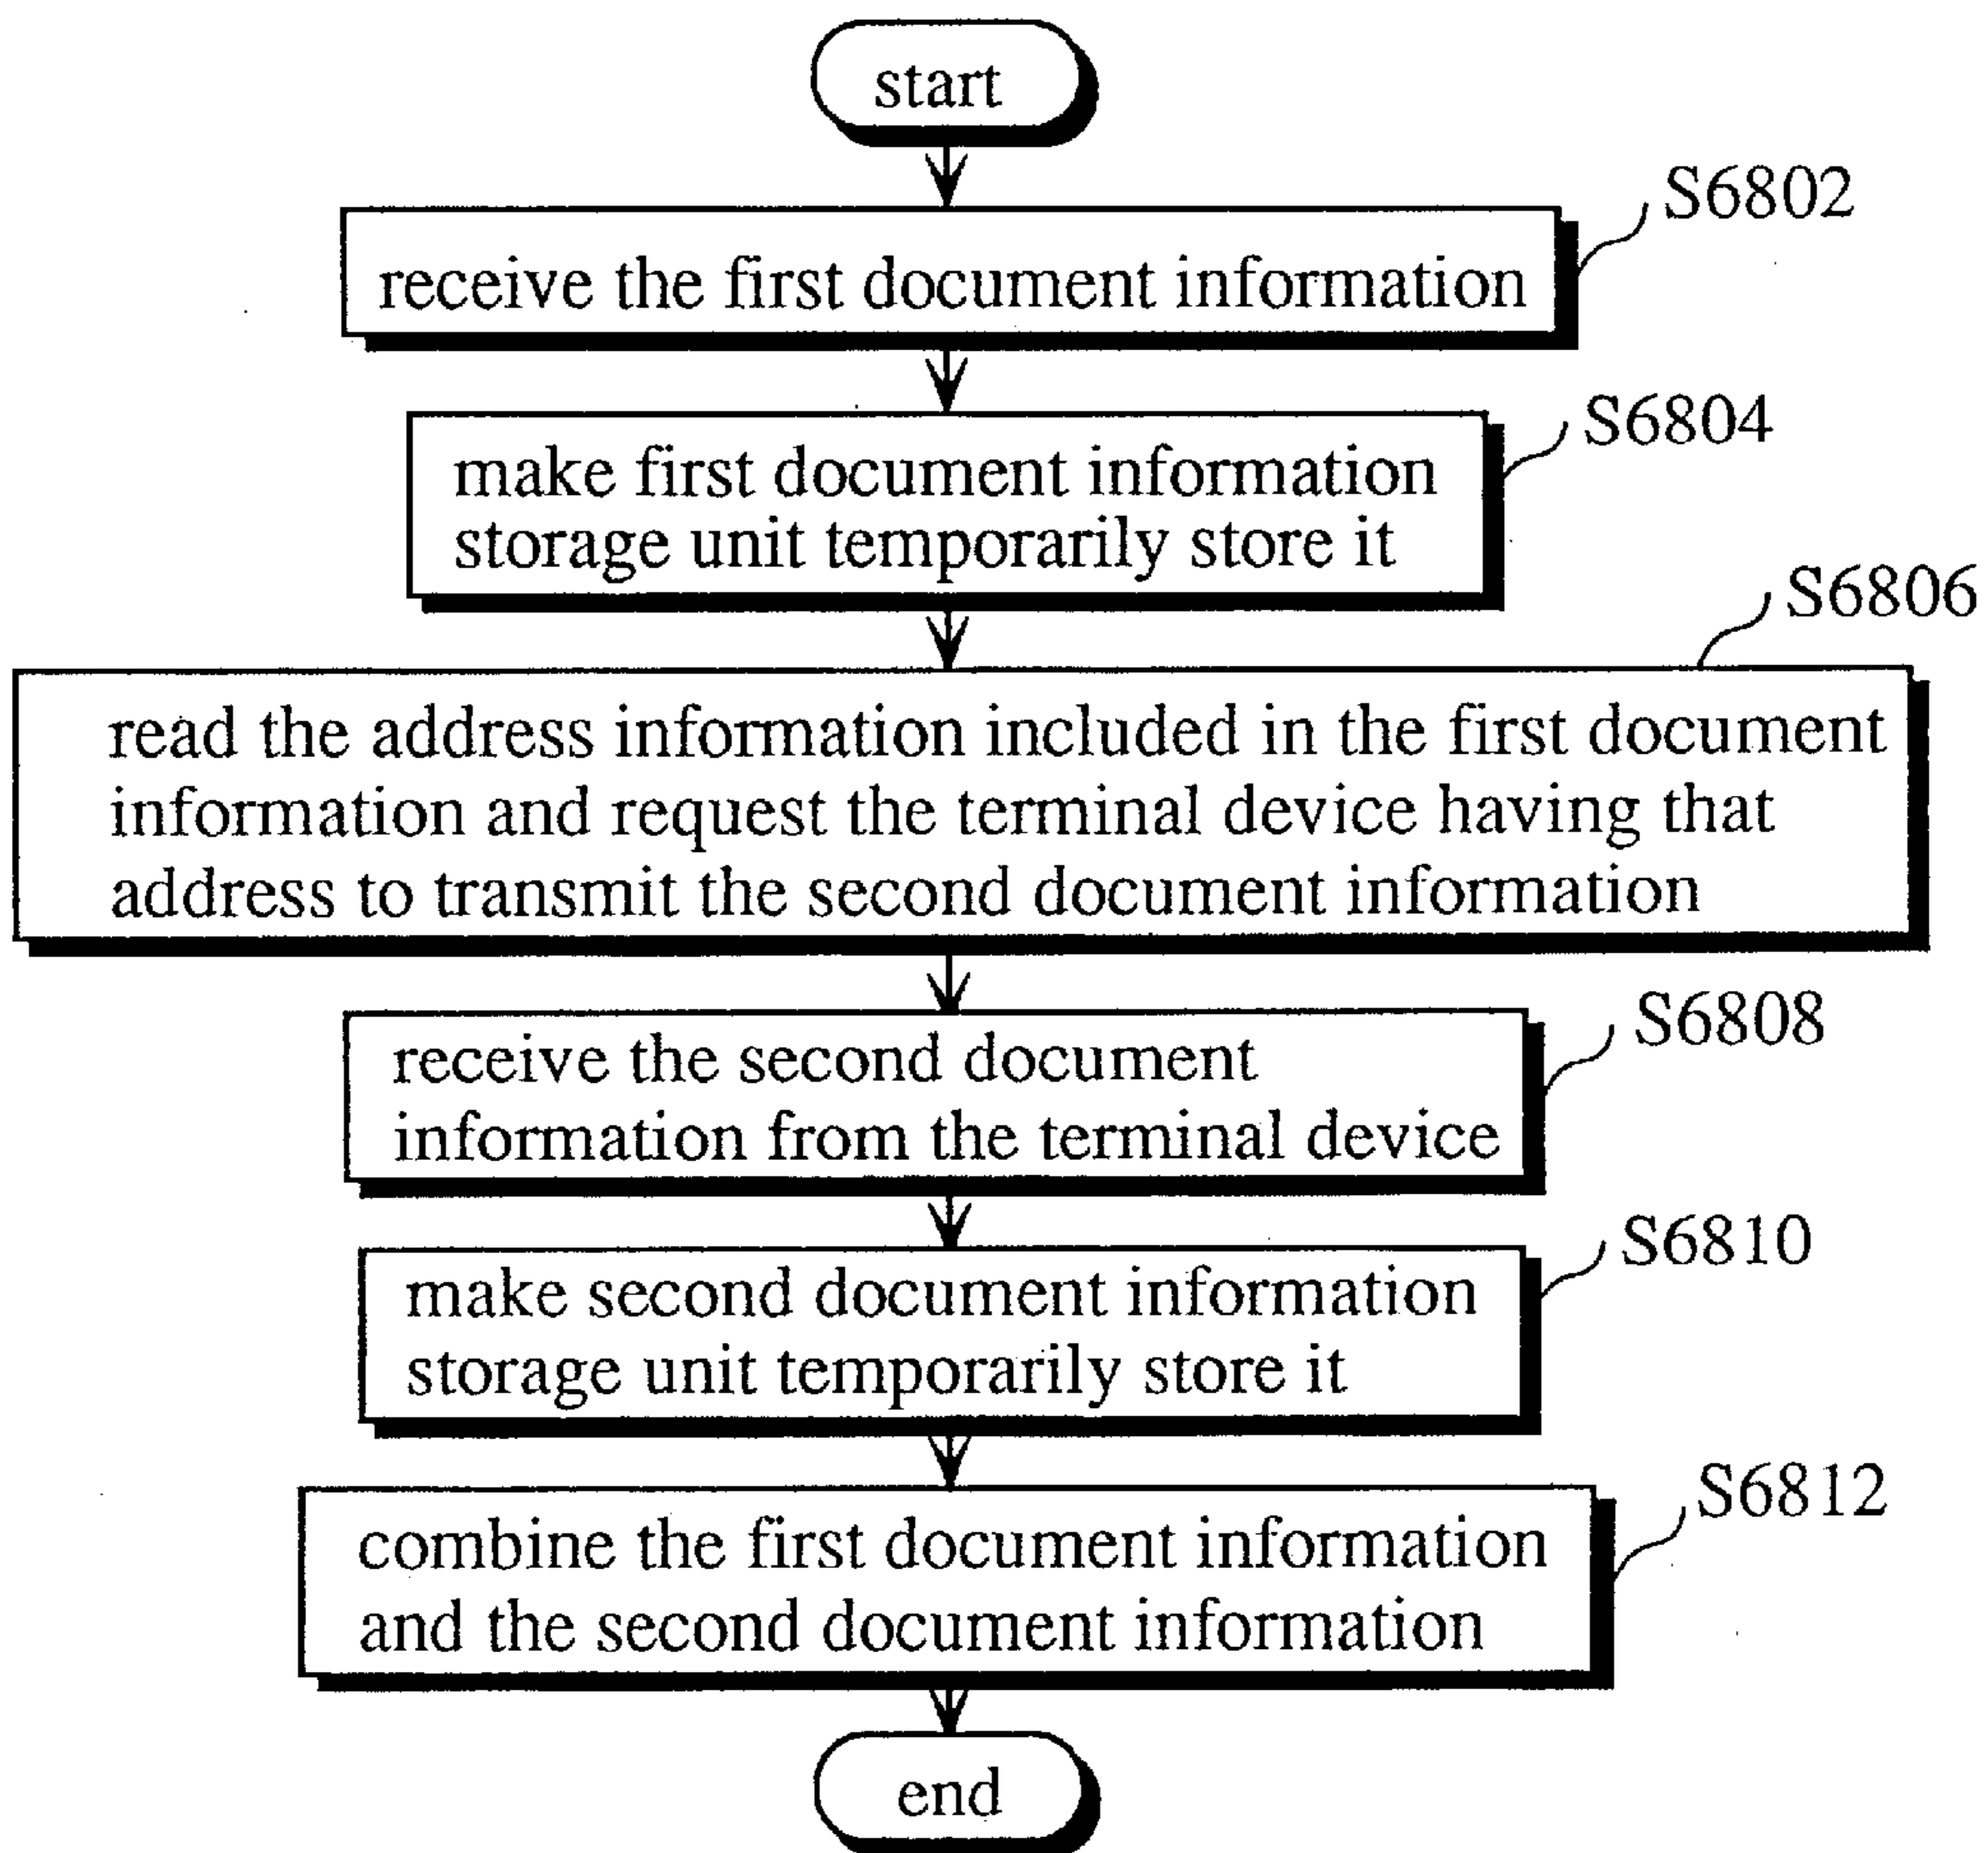 start
S6802
receive the first document information
S6804
make first document information
storage unit temporarily store it
S6806
read the address information included in the first document
information and request the terminal device having that
address to transmit the second document information
S6808
receive the second document
information from the terminal device
S6810
make second document information
storage unit temporarily store it
S6812
combine the first document information
and the second document information
end